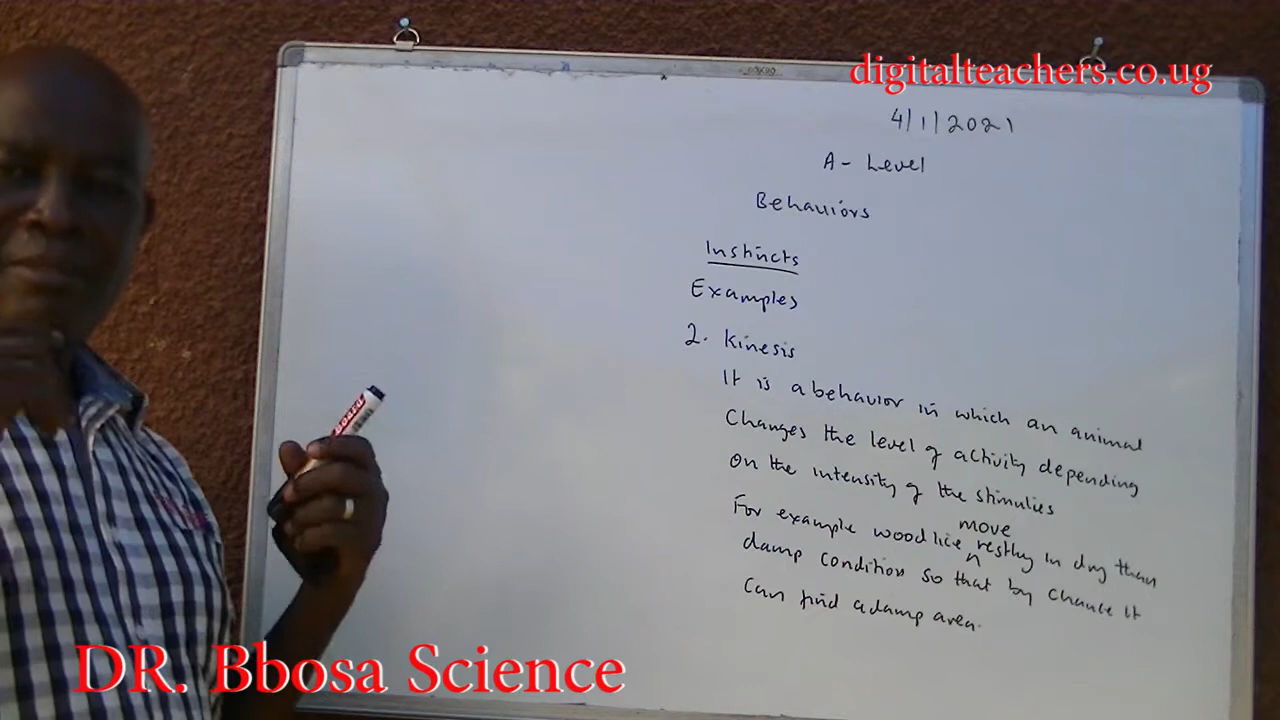 digitalteachers.co.ug
4/1/2021
A- Level
Behaviors
Instincts
Examples
2. Kinesis
It is a behavior in which an animal
Changes the level of activity depending
On the intensity of the stimulies
move
For example wood lice ^ restly in dry than
damp condition so that by chance it
Can find a damp area.
Board
DR. Bbosa Science